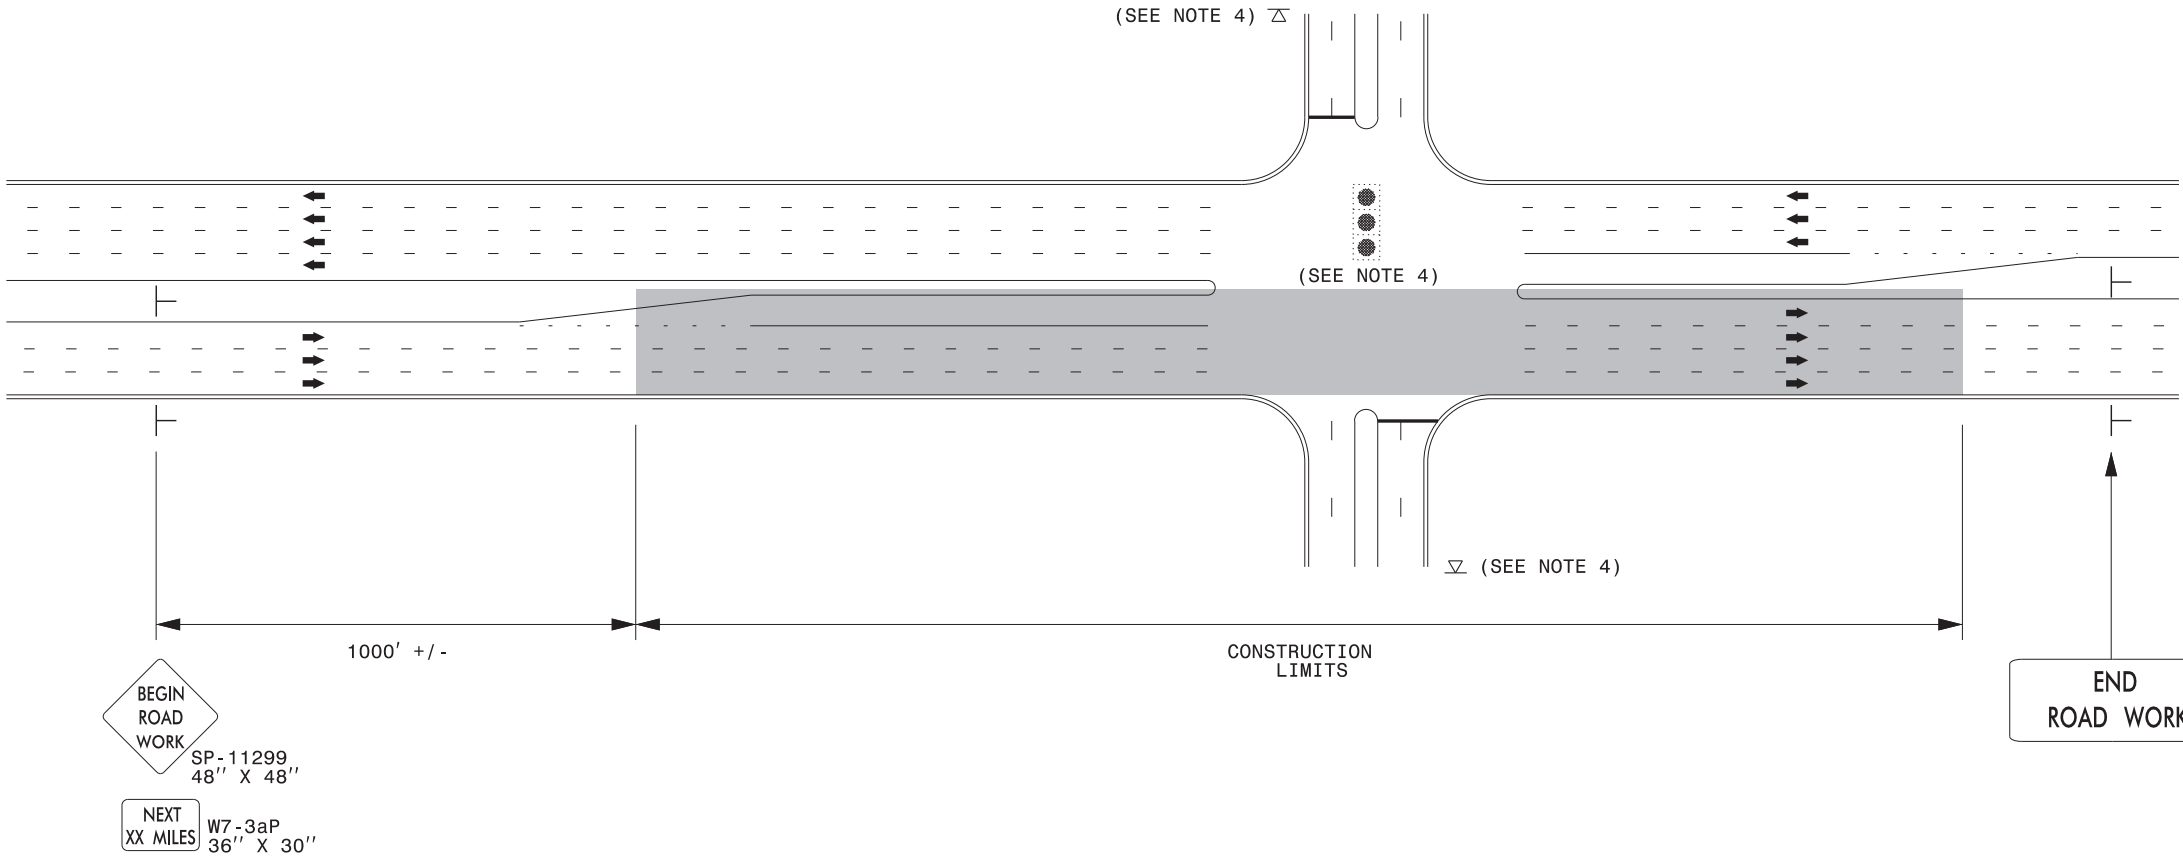 (SEE NOTE 4)
(SEE NOTE 4)
(SEE NOTE 4)
1000' +/-
CONSTRUCTION
LIMITS
BEGIN
ROAD
WORK
SP-11299
48'' X 48''
NEXT
XX MILES
W7-3aP
36'' X 30''
END
ROAD WORK